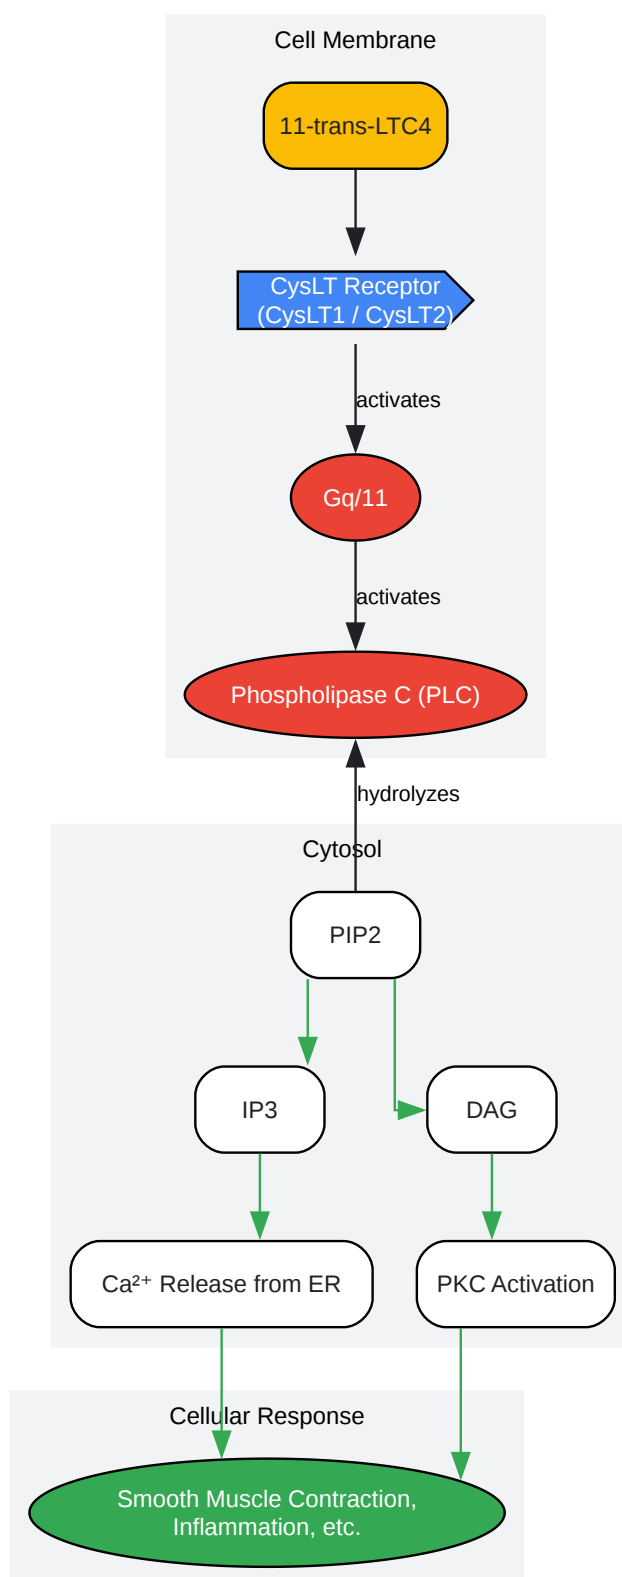 Cell Membrane
11-trans-LTC4
CysLT Receptor
(CysLT1 / CysLT2)
activates
Gq/11
activates
Phospholipase C (PLC)
hydrolyzes
Cytosol
PIP2
IP3
DAG
Ca²⁺ Release from ER
PKC Activation
Cellular Response
Smooth Muscle Contraction,
Inflammation, etc.